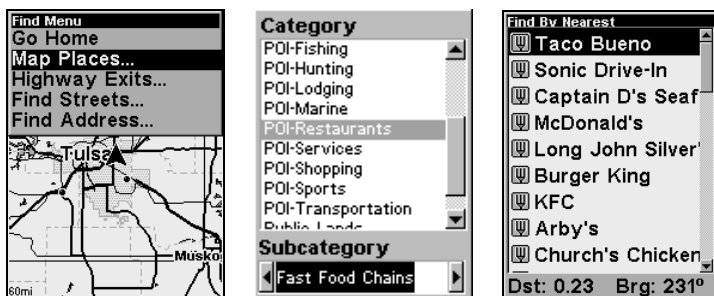 Find Menu
Go Home
Map Places...
Highway Exits...
Find Streets...
Find Address...
Tulsa
Musko
60mi
Category
POI-Fishing
POI-Hunting
POI-Lodging
POI-Marine
POI-Restaurants
POI-Services
POI-Shopping
POI-Sports
POI-Transportation
Public Lands
Subcategory
Fast Food Chains
Find By Nearest
Taco Bueno
Sonic Drive-In
Captain D's Seaf
McDonald's
Long John Silver'
Burger King
KFC
Arby's
Church's Chicken
Dst: 0.23 Brg: 231º